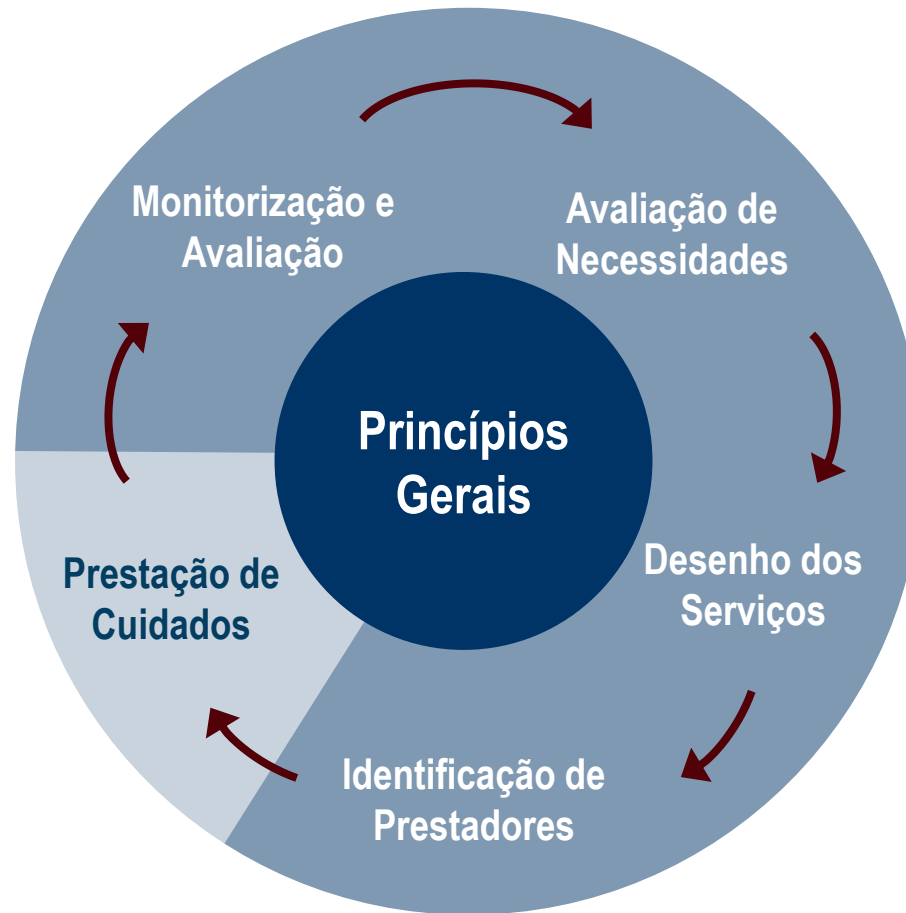 Monitorização e
Avaliação
Avaliação de
Necessidades
Princípios
Gerais
Desenho dos
Serviços
Prestação de
Cuidados
Identificação de
Prestadores